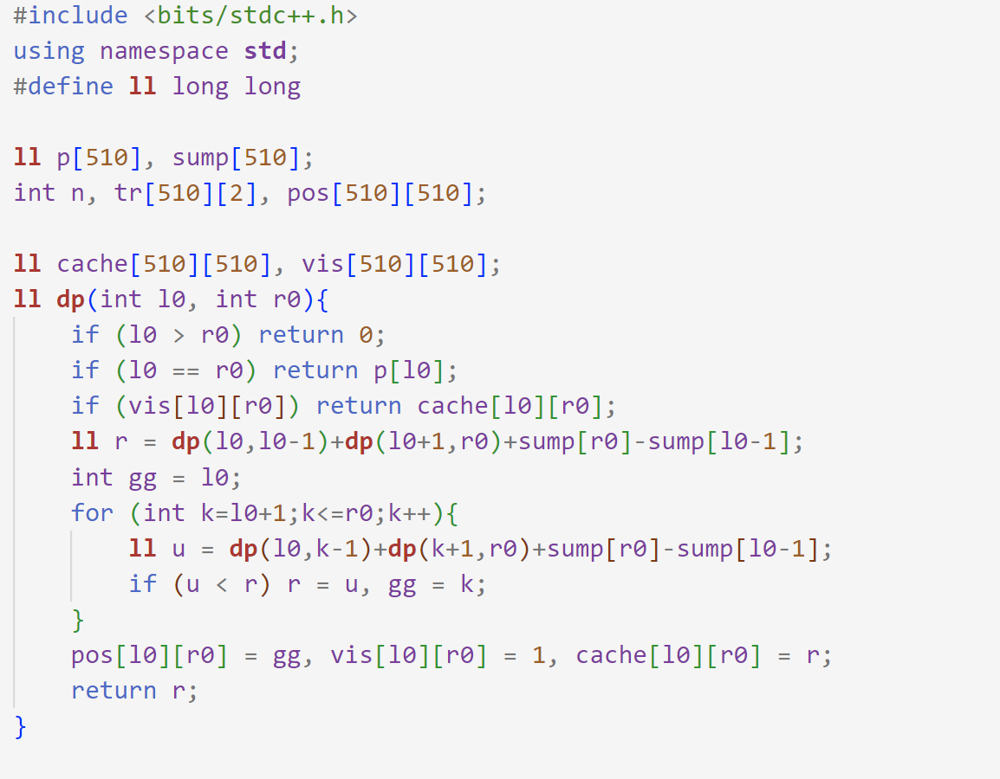 #include <bits/stdc++.h>
using namespace std;
#define ll long long
ll p[510], sump[510];
int n, tr[510][2], pos[510][510];
ll cache[510][510], vis[510][510];
ll dp(int l0, int r0){
    if (l0 > r0) return 0;
    if (l0 == r0) return p[l0];
    if (vis[l0][r0]) return cache[l0][r0];
    ll r = dp(l0,l0-1)+dp(l0+1,r0)+sump[r0]-sump[l0-1];
    int gg = l0;
    for (int k=l0+1;k<=r0;k++){
        ll u = dp(l0,k-1)+dp(k+1,r0)+sump[r0]-sump[l0-1];
        if (u < r) r = u, gg = k;
    }
    pos[l0][r0] = gg, vis[l0][r0] = 1, cache[l0][r0] = r;
    return r;
}